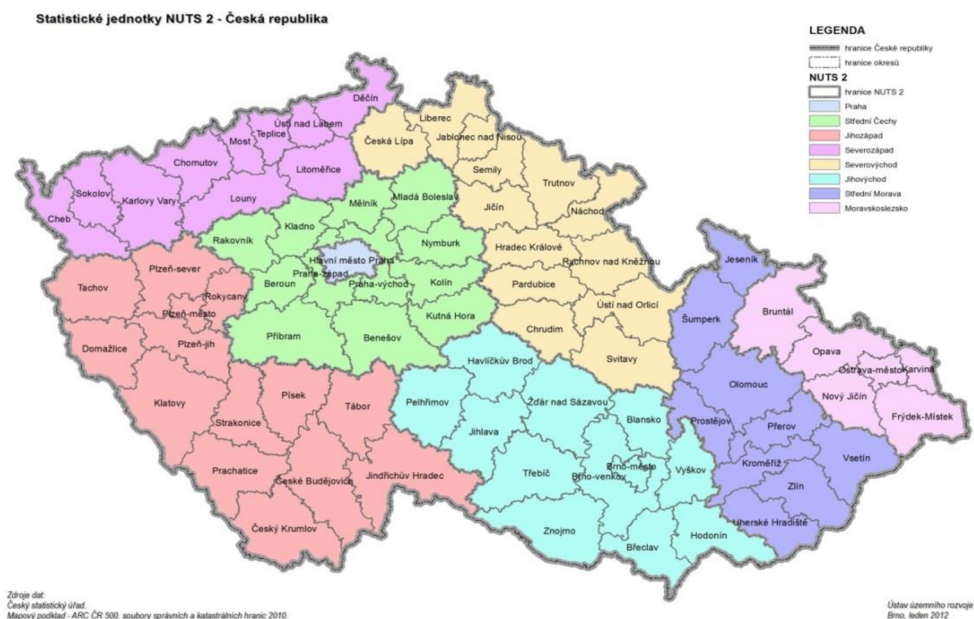 Statistické jednotky NUTS 2 - Česká republika
LEGENDA
hranice České republiky
hranice okresů
NUTS 2
hranice NUTS 2
Praha
Střední Čechy
Jihozápad
Severozápad
Severovýchod
Jihovýchod
Střední Morava
Moravskoslezsko
Děčín
Ústí nad Labem
Teplice
Most
Chomutov
Litoměřice
Louny
Sokolov
Karlovy Vary
Cheb
Liberec
Česká Lípa
Jablonec nad Nisou
Semily
Trutnov
Jičín
Náchod
Hradec Králové
Rychnov nad Kněžnou
Pardubice
Ústí nad Orlicí
Chrudim
Svitavy
Mělník
Mladá Boleslav
Kladno
Rakovník
Nymburk
Hlavní město Praha
Praha-západ
Praha-východ
Beroun
Kolín
Kutná Hora
Příbram
Benešov
Tachov
Plzeň-sever
Rokycany
Plzeň-město
Plzeň-jih
Domažlice
Klatovy
Písek
Tábor
Strakonice
Prachatice
České Budějovice
Jindřichův Hradec
Český Krumlov
Havlíčkův Brod
Pelhřimov
Žďár nad Sázavou
Jihlava
Blansko
Třebíč
Brno-město
Brno-venkov
Vyškov
Znojmo
Břeclav
Hodonín
Jeseník
Šumperk
Olomouc
Prostějov
Přerov
Kroměříž
Vsetín
Zlín
Uherské Hradiště
Bruntál
Opava
Ostrava-město
Karviná
Nový Jičín
Frýdek-Místek
Zdroje dat:
Český statistický úřad.
Mapový podklad - ARC ČR 500, soubory správních a katastrálních hranic 2010.
Ústav územního rozvoje
Brno, leden 2012